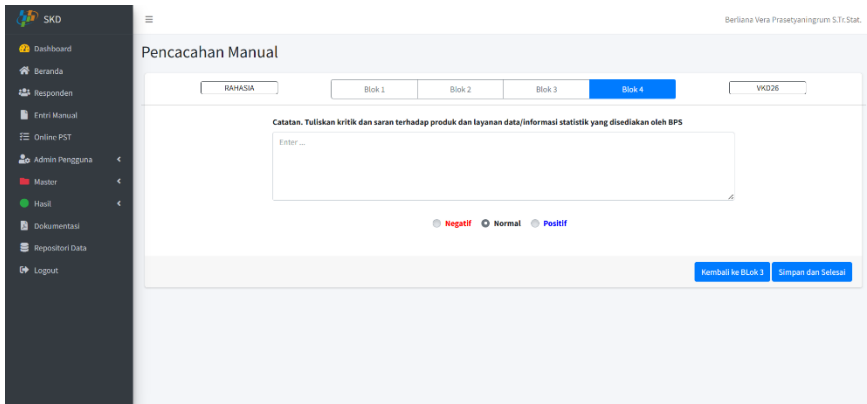 SKD
Berliana Vera Prasetyaningrum S.Tr.Stat.
Dashboard
Beranda
Responden
Entri Manual
Online PST
Admin Pengguna
Master
Hasil
Dokumentasi
Repositori Data
Logout
Pencacahan Manual
RAHASIA
Blok 1
Blok 2
Blok 3
Blok 4
VKD26
Catatan. Tuliskan kritik dan saran terhadap produk dan layanan data/informasi statistik yang disediakan oleh BPS
Enter ...
Negatif Normal Positif
Kembali ke BLok 3
Simpan dan Selesai